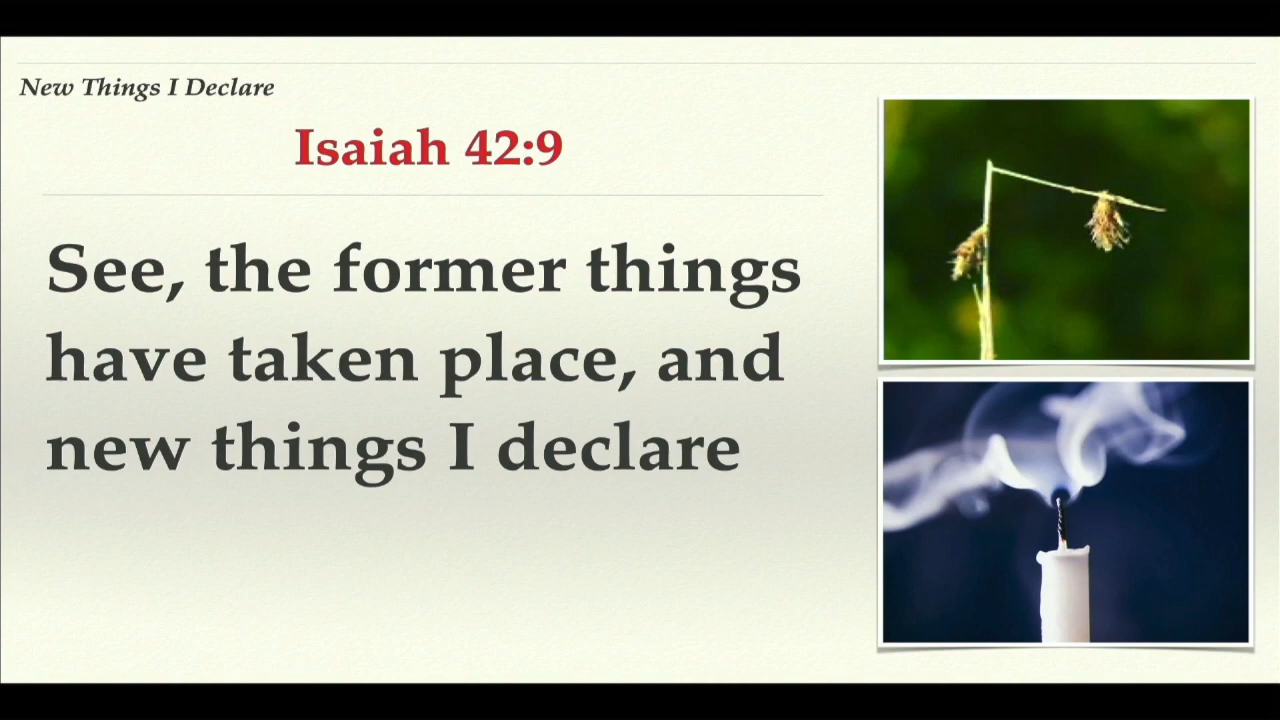 New Things I Declare
Isaiah 42:9
See, the former things
have taken place, and
new things I declare